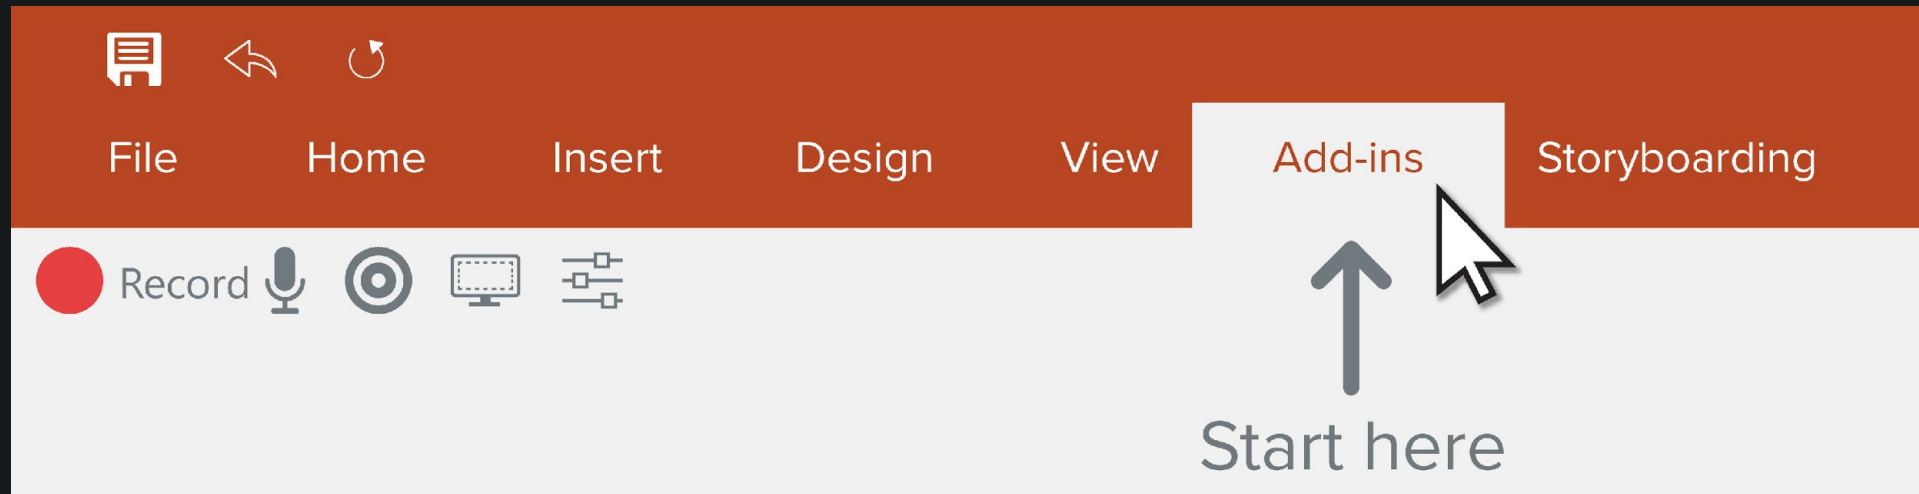 File Home Insert Design View Add-ins Storyboarding
Record
Start here